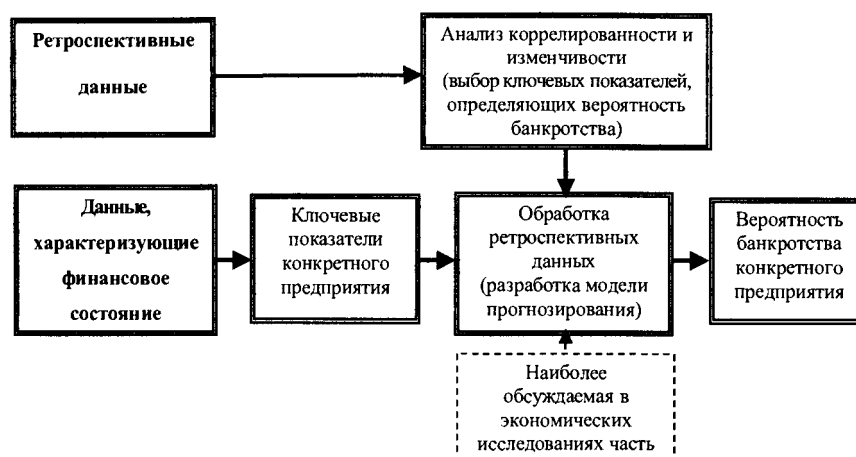 Ретроспективные
данные
Анализ коррелированности и
изменчивости
(выбор ключевых показателей,
определяющих вероятность
банкротства)
Данные,
характеризующие
финансовое
состояние
Ключевые
показатели
конкретного
предприятия
Обработка
ретроспективных
данных
(разработка модели
прогнозирования)
Вероятность
банкротства
конкретного
предприятия
Наиболее
обсуждаемая в
экономических
исследованиях часть